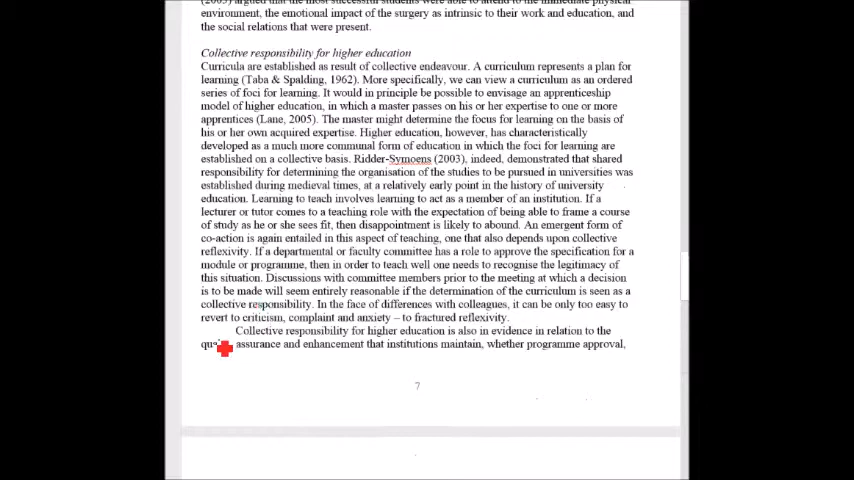 (2005) argued that the most successful students were able to attend to the immediate physical
environment, the emotional impact of the surgery as intrinsic to their work and education, and
the social relations that were present.
Collective responsibility for higher education
Curricula are established as result of collective endeavour. A curriculum represents a plan for
learning (Taba & Spalding, 1962). More specifically, we can view a curriculum as an ordered
series of foci for learning. It would in principle be possible to envisage an apprenticeship
model of higher education, in which a master passes on his or her expertise to one or more
apprentices (Lane, 2005). The master might determine the focus for learning on the basis of
his or her own acquired expertise. Higher education, however, has characteristically
developed as a much more communal form of education in which the foci for learning are
established on a collective basis. Ridder-Symoens (2003), indeed, demonstrated that shared
responsibility for determining the organisation of the studies to be pursued in universities was
established during medieval times, at a relatively early point in the history of university
education. Learning to teach involves learning to act as a member of an institution. If a
lecturer or tutor comes to a teaching role with the expectation of being able to frame a course
of study as he or she sees fit, then disappointment is likely to abound. An emergent form of
co-action is again entailed in this aspect of teaching, one that also depends upon collective
reflexivity. If a departmental or faculty committee has a role to approve the specification for a
module or programme, then in order to teach well one needs to recognise the legitimacy of
this situation. Discussions with committee members prior to the meeting at which a decision
is to be made will seem entirely reasonable if the determination of the curriculum is seen as a
collective responsibility. In the face of differences with colleagues, it can be only too easy to
revert to criticism, complaint and anxiety – to fractured reflexivity.
Collective responsibility for higher education is also in evidence in relation to the
assurance and enhancement that institutions maintain, whether programme approval,
7